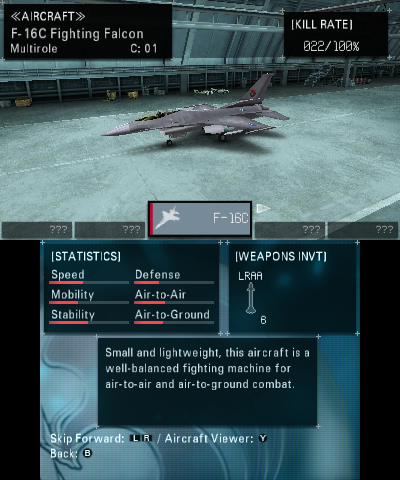 ≪AIRCRAFT≫
F-16C Fighting Falcon
Multirole C: 01
[KILL RATE]
022/100%
??? ??? F-16C ??? ???
[STATISTICS]
Speed Defense
Mobility Air-to-Air
Stability Air-to-Ground
[WEAPONS INVT]
LRAA
6
Small and lightweight, this aircraft is a
well-balanced fighting machine for
air-to-air and air-to-ground combat.
Skip Forward: L R / Aircraft Viewer: Y
Back: B